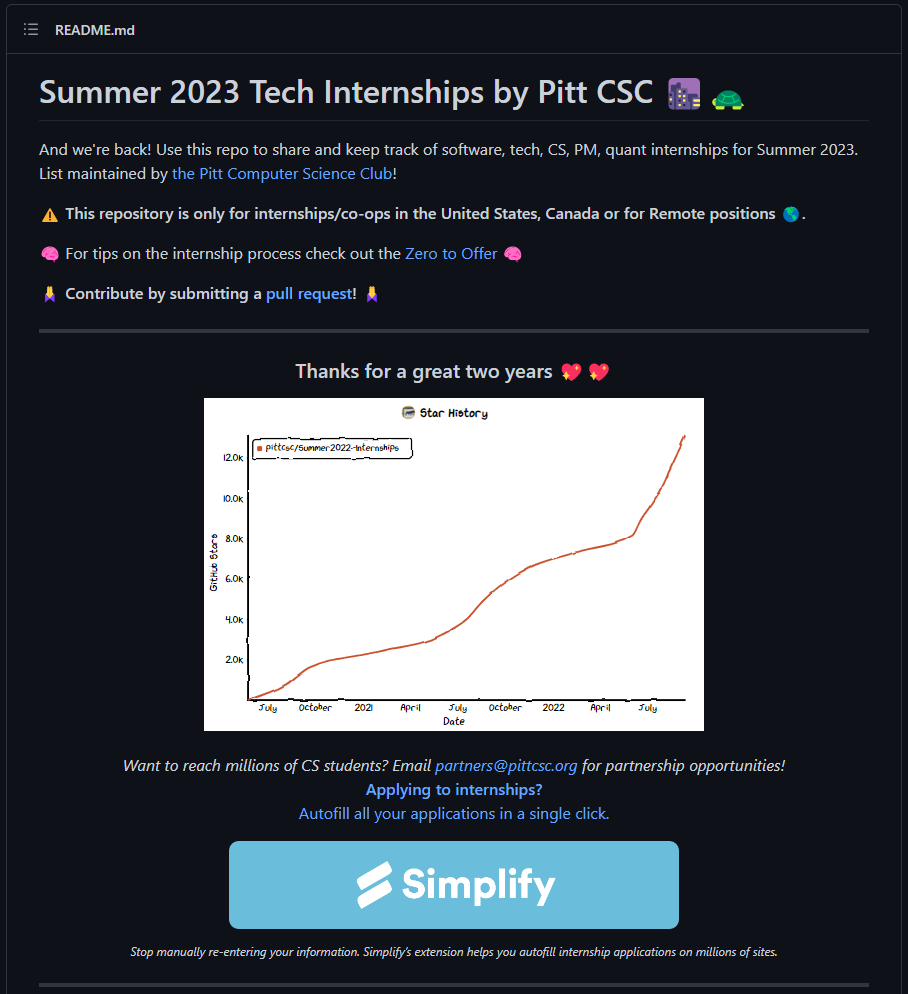 README.md
Summer 2023 Tech Internships by Pitt CSC 🌆 🐢
And we're back! Use this repo to share and keep track of software, tech, CS, PM, quant internships for Summer 2023.
List maintained by the Pitt Computer Science Club!
⚠️ This repository is only for internships/co-ops in the United States, Canada or for Remote positions 🌎.
🧠 For tips on the internship process check out the Zero to Offer 🧠
🙏 Contribute by submitting a pull request! 🙏
Thanks for a great two years 💖 💖
Star History
pittcsc/Summer2022-Internships
12.0k
10.0k
8.0k
6.0k
4.0k
2.0k
GitHub Stars
July October 2021 April July October 2022 April July
Date
Want to reach millions of CS students? Email partners@pittcsc.org for partnership opportunities!
Applying to internships?
Autofill all your applications in a single click.
Simplify
Stop manually re-entering your information. Simplify's extension helps you autofill internship applications on millions of sites.